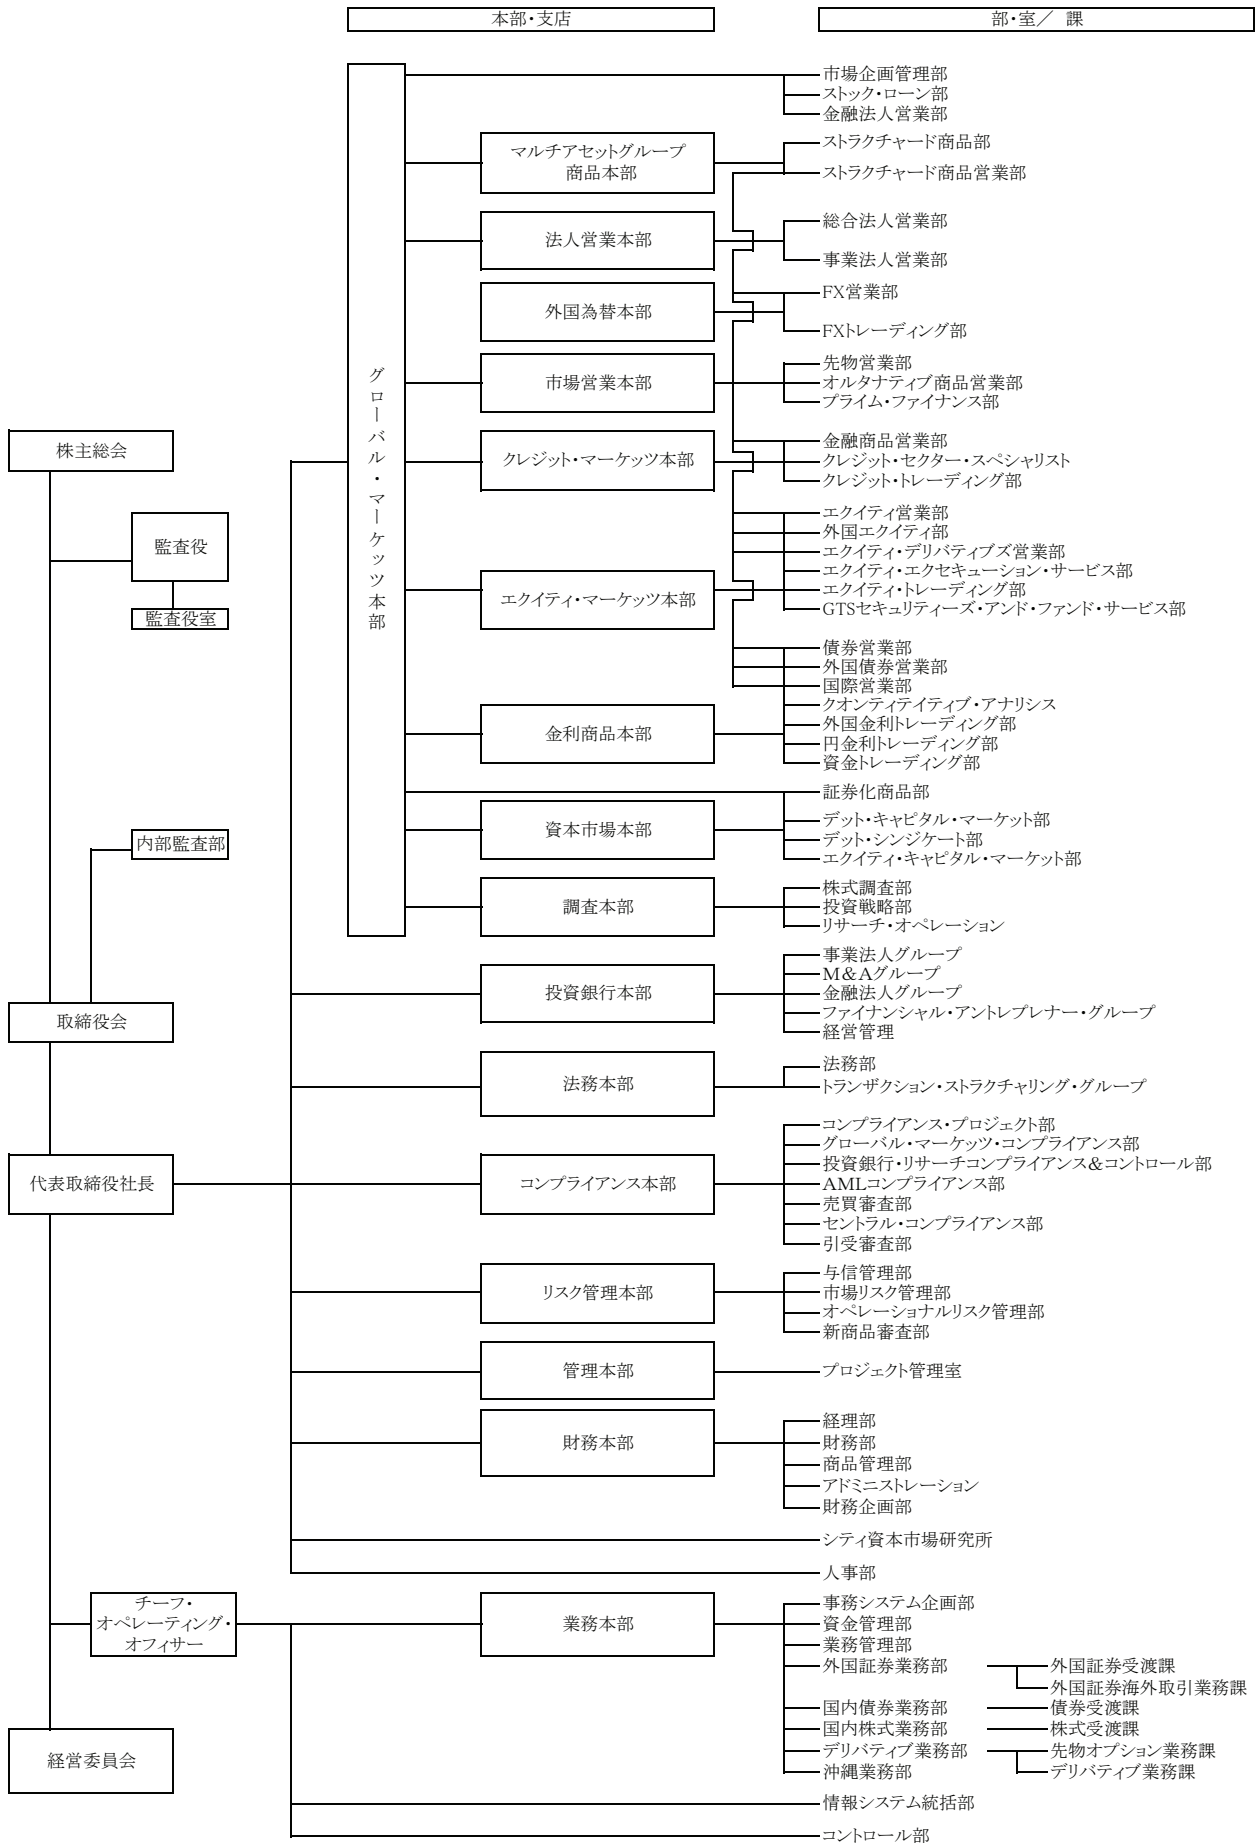 本部・支店
部・室／ 課
グローバル・マーケッツ本部
市場企画管理部
ストック・ローン部
金融法人営業部
マルチアセットグループ
商品本部
ストラクチャード商品部
ストラクチャード商品営業部
法人営業本部
総合法人営業部
事業法人営業部
外国為替本部
FX営業部
FXトレーディング部
市場営業本部
先物営業部
オルタナティブ商品営業部
プライム・ファイナンス部
株主総会
クレジット・マーケッツ本部
金融商品営業部
クレジット・セクター・スペシャリスト
クレジット・トレーディング部
監査役
監査役室
エクイティ・マーケッツ本部
エクイティ営業部
外国エクイティ部
エクイティ・デリバティブズ営業部
エクイティ・エクセキューション・サービス部
エクイティ・トレーディング部
GTSセキュリティーズ・アンド・ファンド・サービス部
金利商品本部
債券営業部
外国債券営業部
国際営業部
クオンティテイティブ・アナリシス
外国金利トレーディング部
円金利トレーディング部
資金トレーディング部
証券化商品部
内部監査部
資本市場本部
デット・キャピタル・マーケット部
デット・シンジケート部
エクイティ・キャピタル・マーケット部
調査本部
株式調査部
投資戦略部
リサーチ・オペレーション
取締役会
投資銀行本部
事業法人グループ
M&Aグループ
金融法人グループ
ファイナンシャル・アントレプレナー・グループ
経営管理
法務本部
法務部
トランザクション・ストラクチャリング・グループ
代表取締役社長
コンプライアンス本部
コンプライアンス・プロジェクト部
グローバル・マーケッツ・コンプライアンス部
投資銀行・リサーチコンプライアンス&コントロール部
AMLコンプライアンス部
売買審査部
セントラル・コンプライアンス部
引受審査部
リスク管理本部
与信管理部
市場リスク管理部
オペレーショナルリスク管理部
新商品審査部
管理本部
プロジェクト管理室
財務本部
経理部
財務部
商品管理部
アドミニストレーション
財務企画部
シティ資本市場研究所
人事部
チーフ・
オペレーティング・
オフィサー
業務本部
事務システム企画部
資金管理部
業務管理部
外国証券業務部
外国証券受渡課
外国証券海外取引業務課
国内債券業務部
債券受渡課
国内株式業務部
株式受渡課
デリバティブ業務部
先物オプション業務課
デリバティブ業務課
沖縄業務部
経営委員会
情報システム統括部
コントロール部